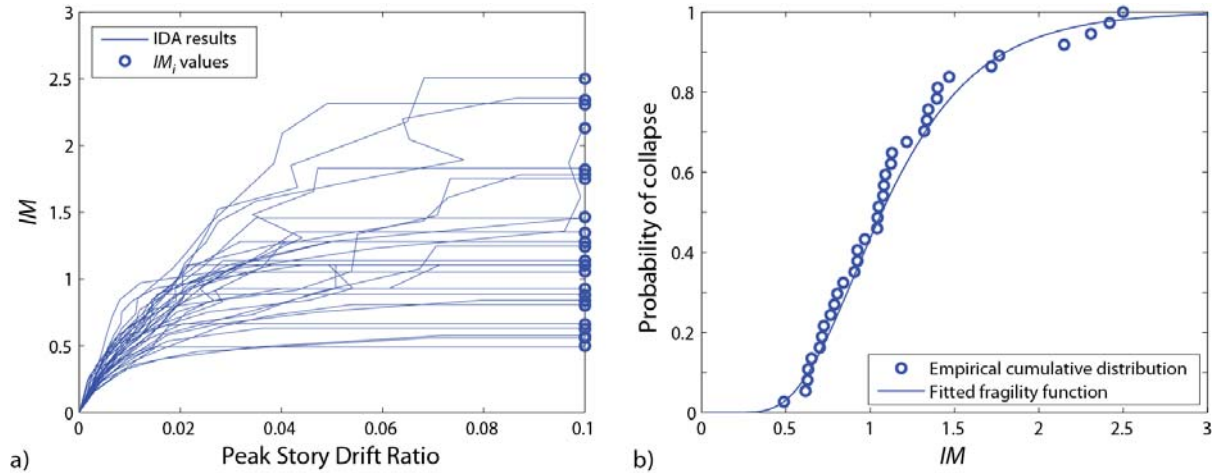 3
2.5
2
1.5
1
0.5
0
IM
IDA results
IMi values
0 0.02 0.04 0.06 0.08 0.1
Peak Story Drift Ratio
a)
1
0.8
0.6
0.4
0.2
0
Probability of collapse
Empirical cumulative distribution
Fitted fragility function
0 0.5 1 1.5 2 2.5 3
IM
b)